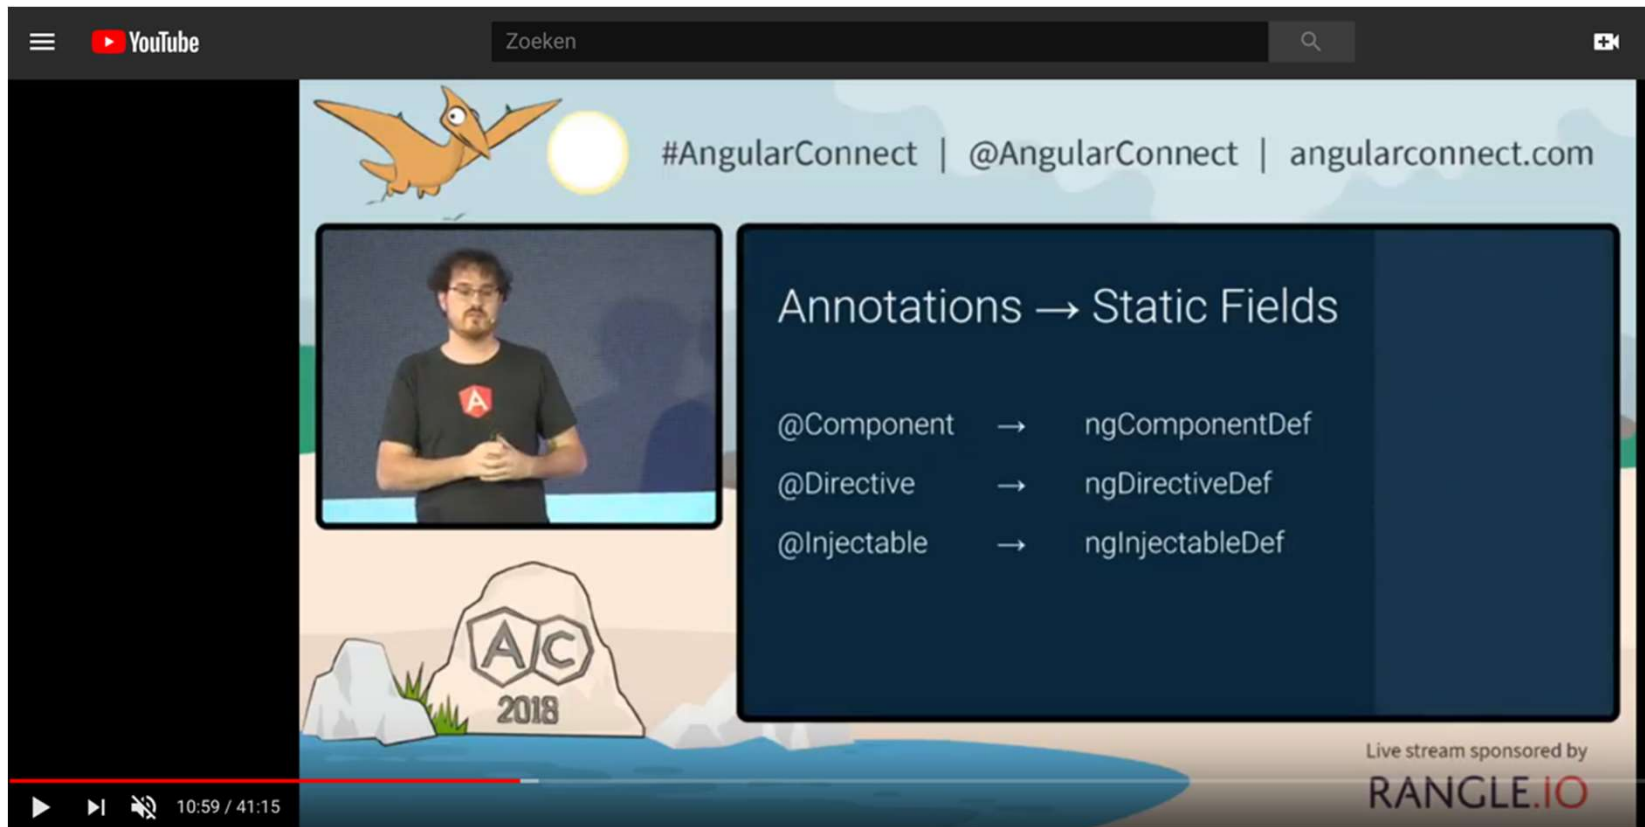 YouTube
Zoeken
#AngularConnect | @AngularConnect | angularconnect.com
Annotations → Static Fields
@Component → ngComponentDef
@Directive → ngDirectiveDef
@Injectable → ngInjectableDef
A
AC
2018
Live stream sponsored by
RANGLE.IO
10:59 / 41:15